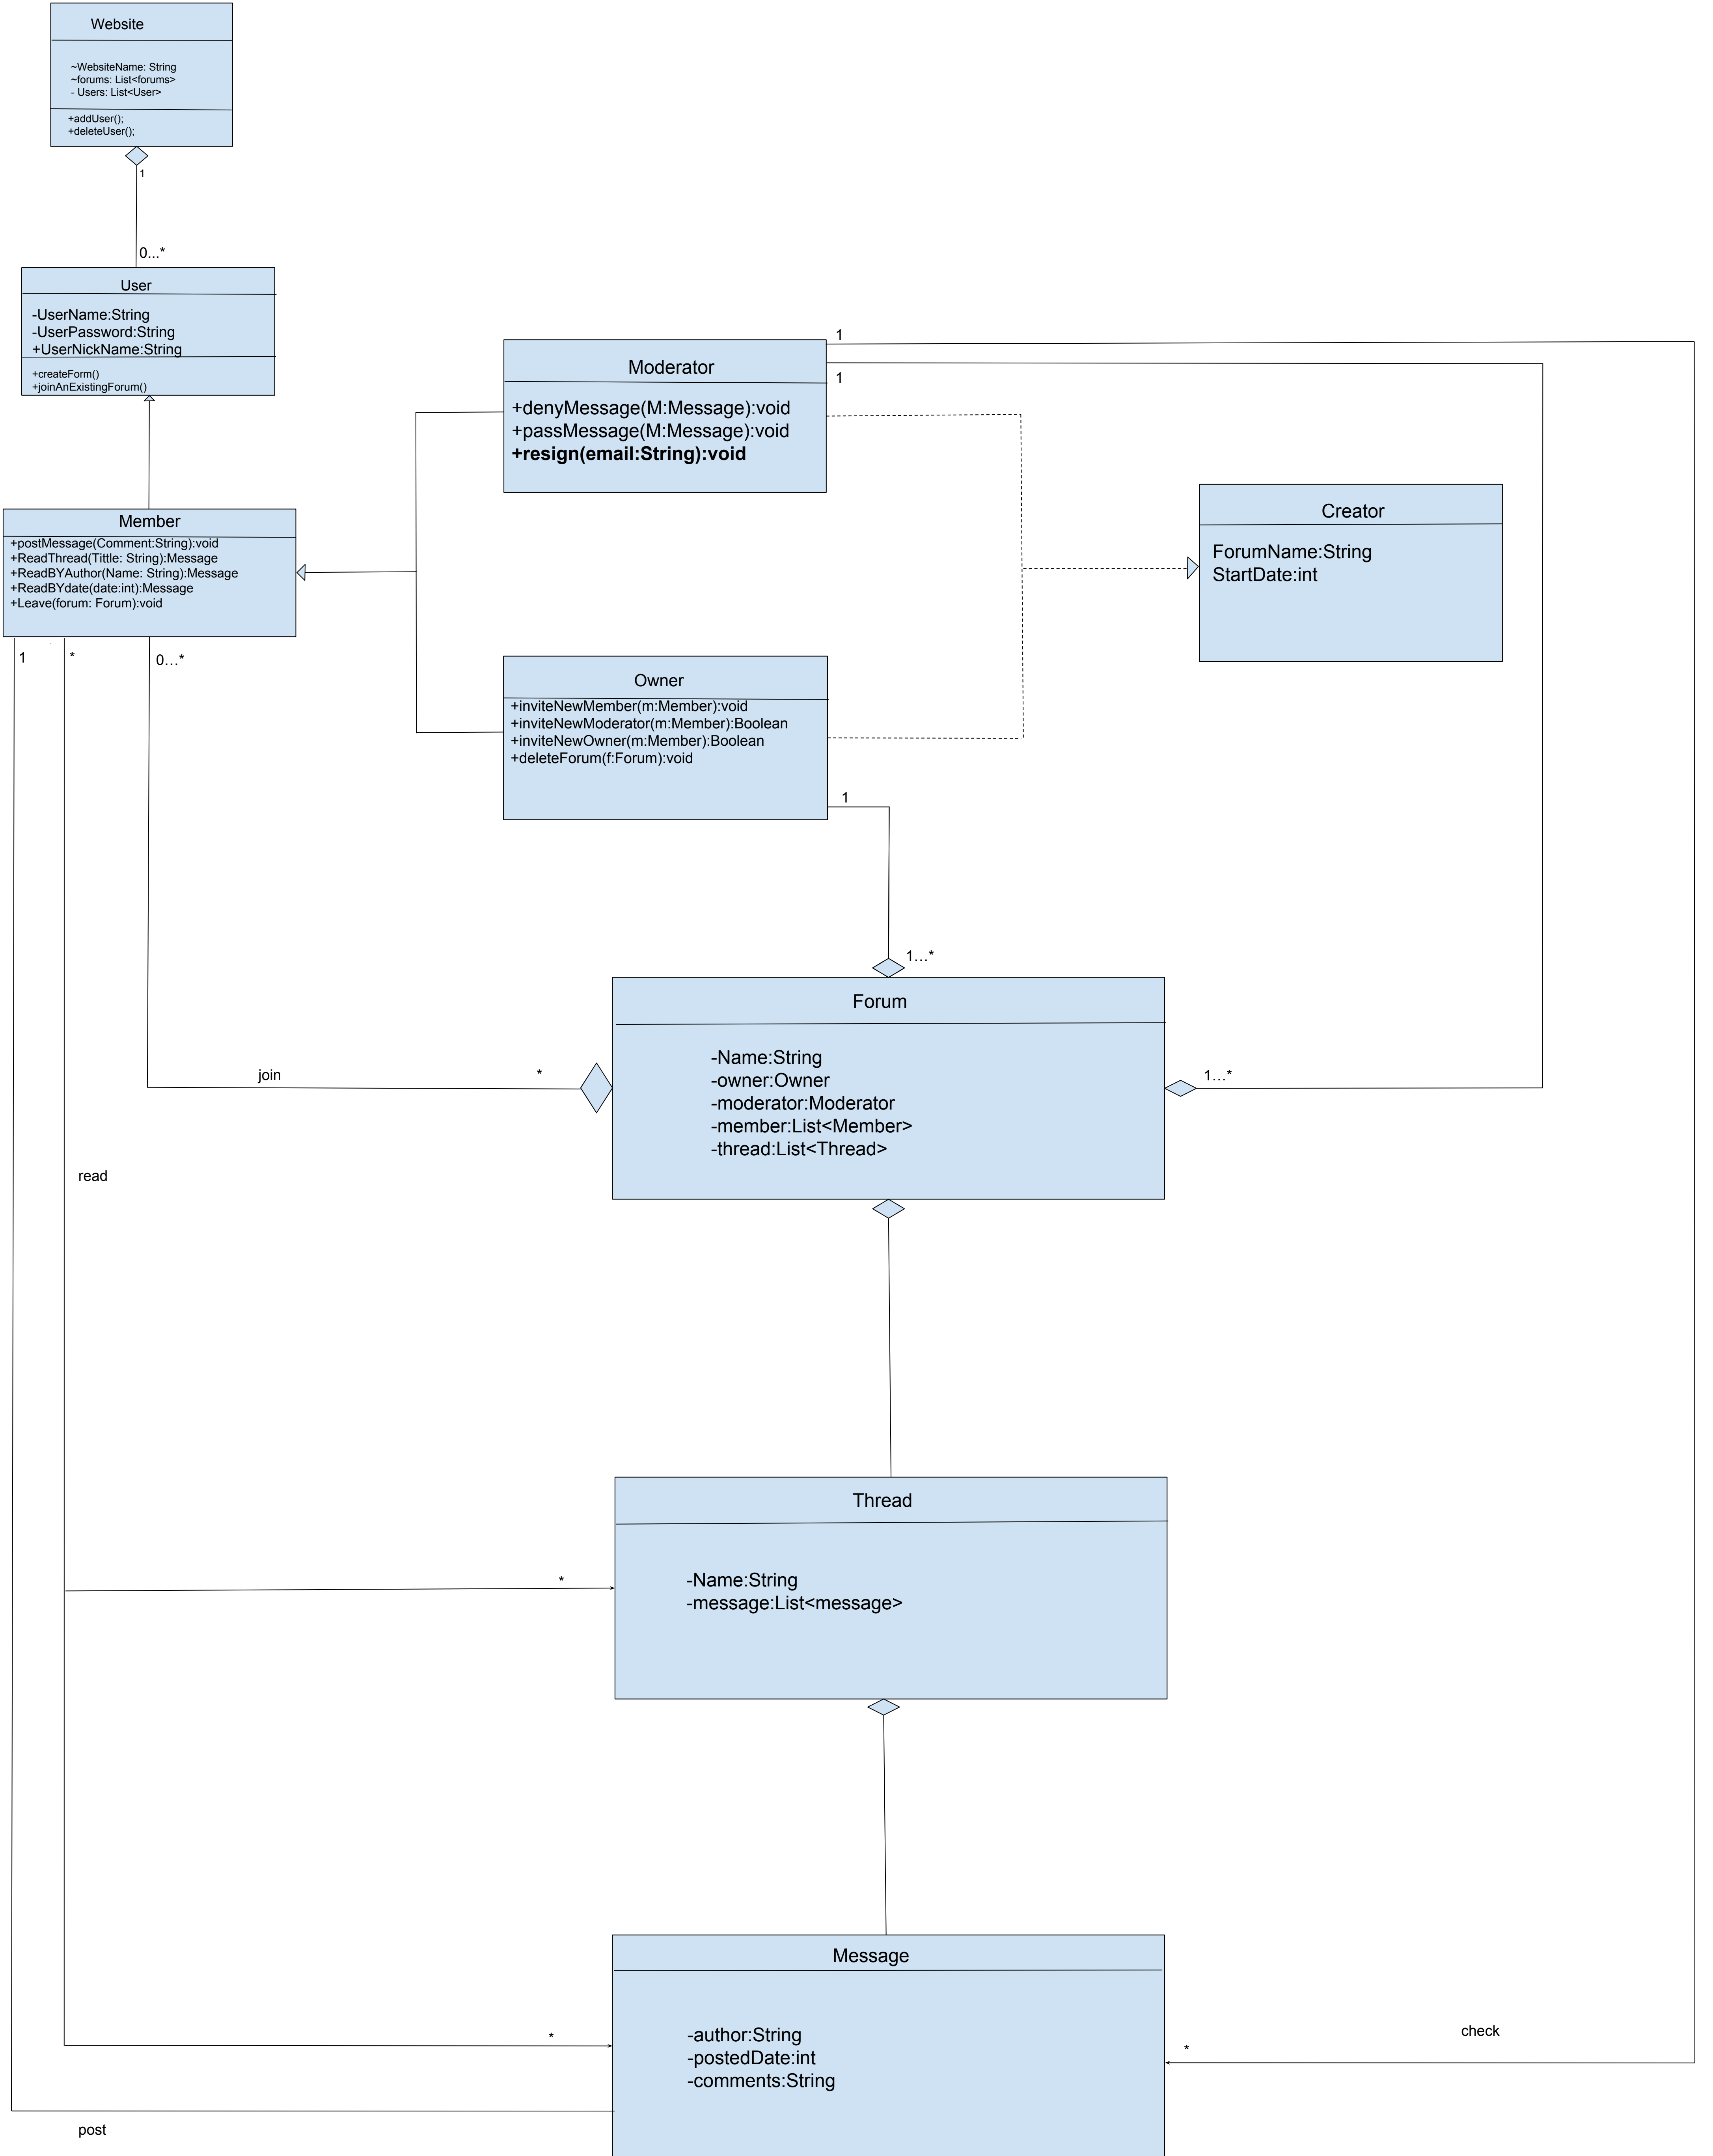 Website
~WebsiteName: String
~forums: List<forums>
- Users: List<User>
+addUser();
+deleteUser();
1
0...*
User
-UserName:String
-UserPassword:String
+UserNickName:String
+createForm()
+joinAnExistingForum()
Moderator
+denyMessage(M:Message):void
+passMessage(M:Message):void
+resign(email:String):void
1
1
Creator
ForumName:String
StartDate:int
Member
+postMessage(Comment:String):void
+ReadThread(Tittle: String):Message
+ReadBYAuthor(Name: String):Message
+ReadBYdate(date:int):Message
+Leave(forum: Forum):void
1
*
0...*
Owner
+inviteNewMember(m:Member):void
+inviteNewModerator(m:Member):Boolean
+inviteNewOwner(m:Member):Boolean
+deleteForum(f:Forum):void
1
1...*
Forum
-Name:String
-owner:Owner
-moderator:Moderator
-member:List<Member>
-thread:List<Thread>
join
*
1...*
read
Thread
-Name:String
-message:List<message>
*
Message
-author:String
-postedDate:int
-comments:String
*
check
*
post